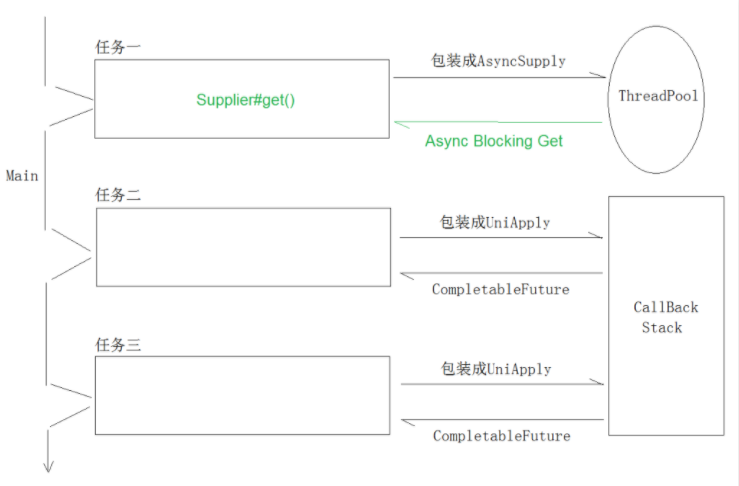 任务一
包装成AsyncSupply
Supplier#get()
ThreadPool
Async Blocking Get
Main
任务二
包装成UniApply
CompletableFuture
CallBack
Stack
任务三
包装成UniApply
CompletableFuture